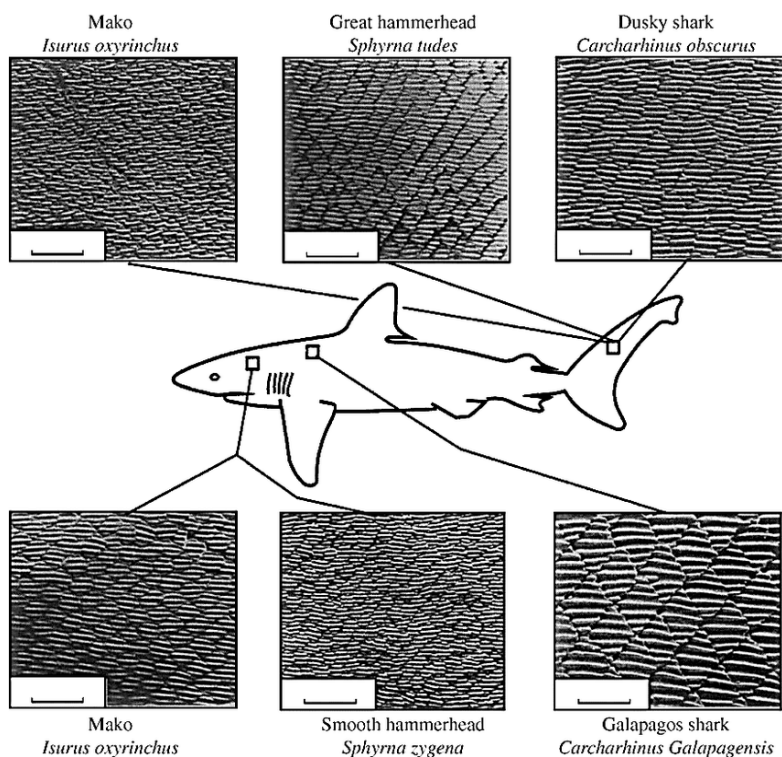 Mako
Isurus oxyrinchus
Great hammerhead
Sphyrna tudes
Dusky shark
Carcharhinus obscurus
Mako
Isurus oxyrinchus
Smooth hammerhead
Sphyrna zygena
Galapagos shark
Carcharhinus Galapagensis